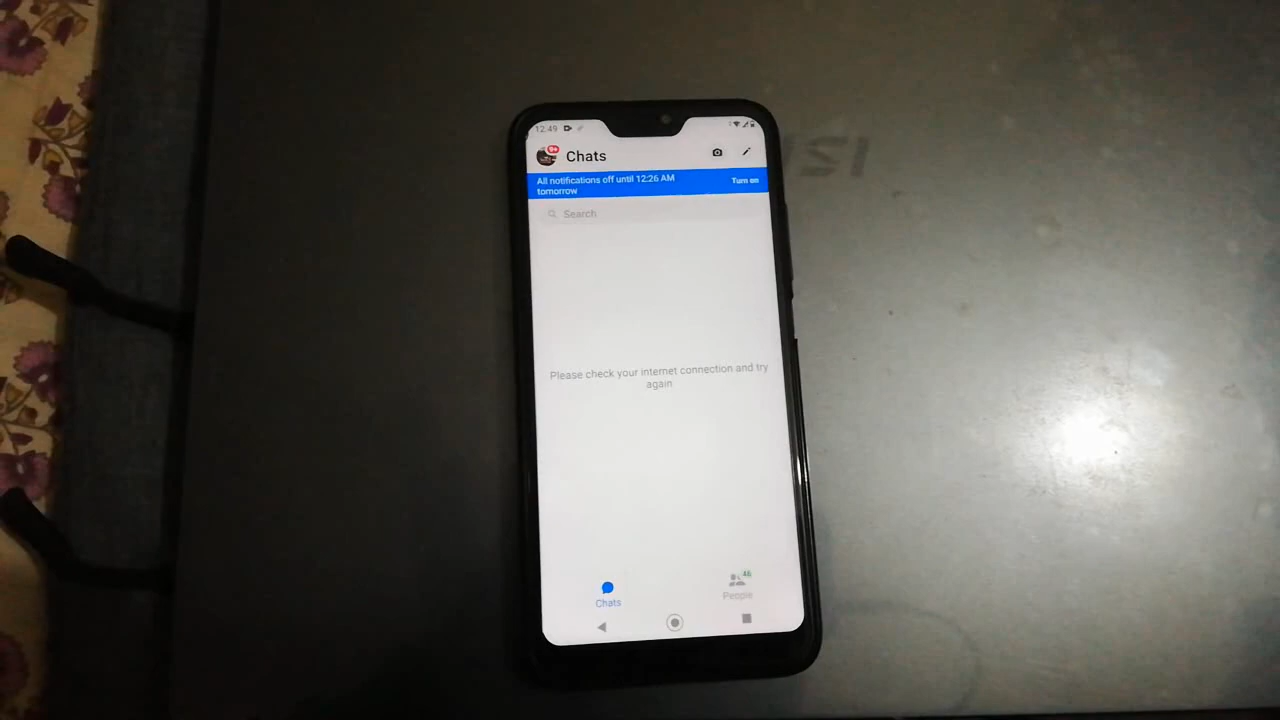 12:49
9+
Chats
All notifications off until 12:26 AM
tomorrow
Turn on
Search
Please check your internet connection and try
again
46
Chats
People
msi